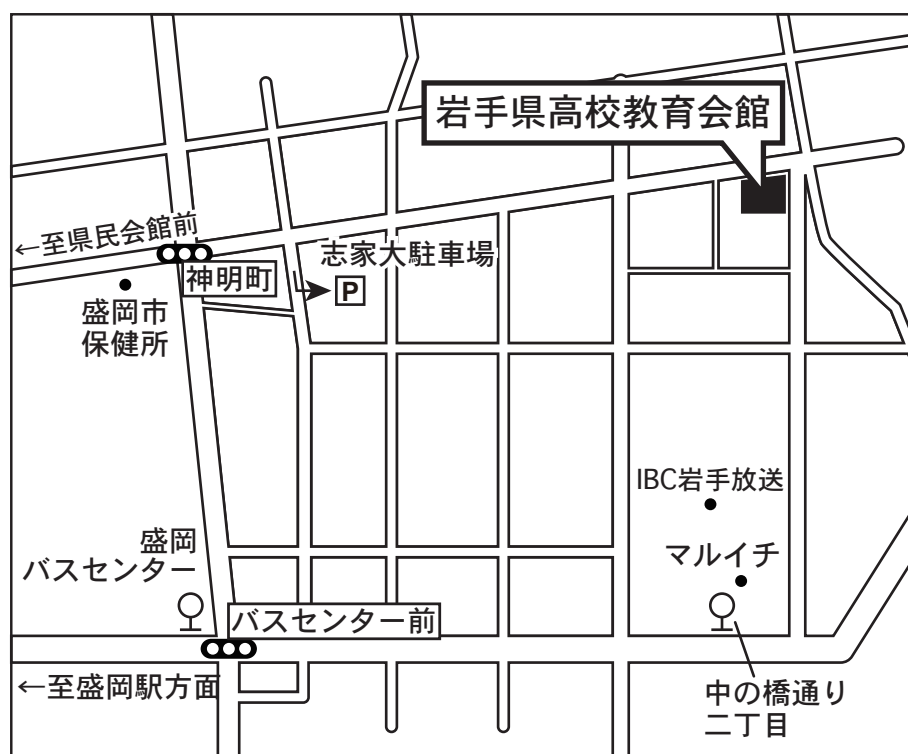 岩手県高校教育会館
←至県民会館前
志家大駐車場
神明町
P
盛岡市
保健所
IBC岩手放送
盛岡
バスセンター
マルイチ
バスセンター前
←至盛岡駅方面
中の橋通り
二丁目